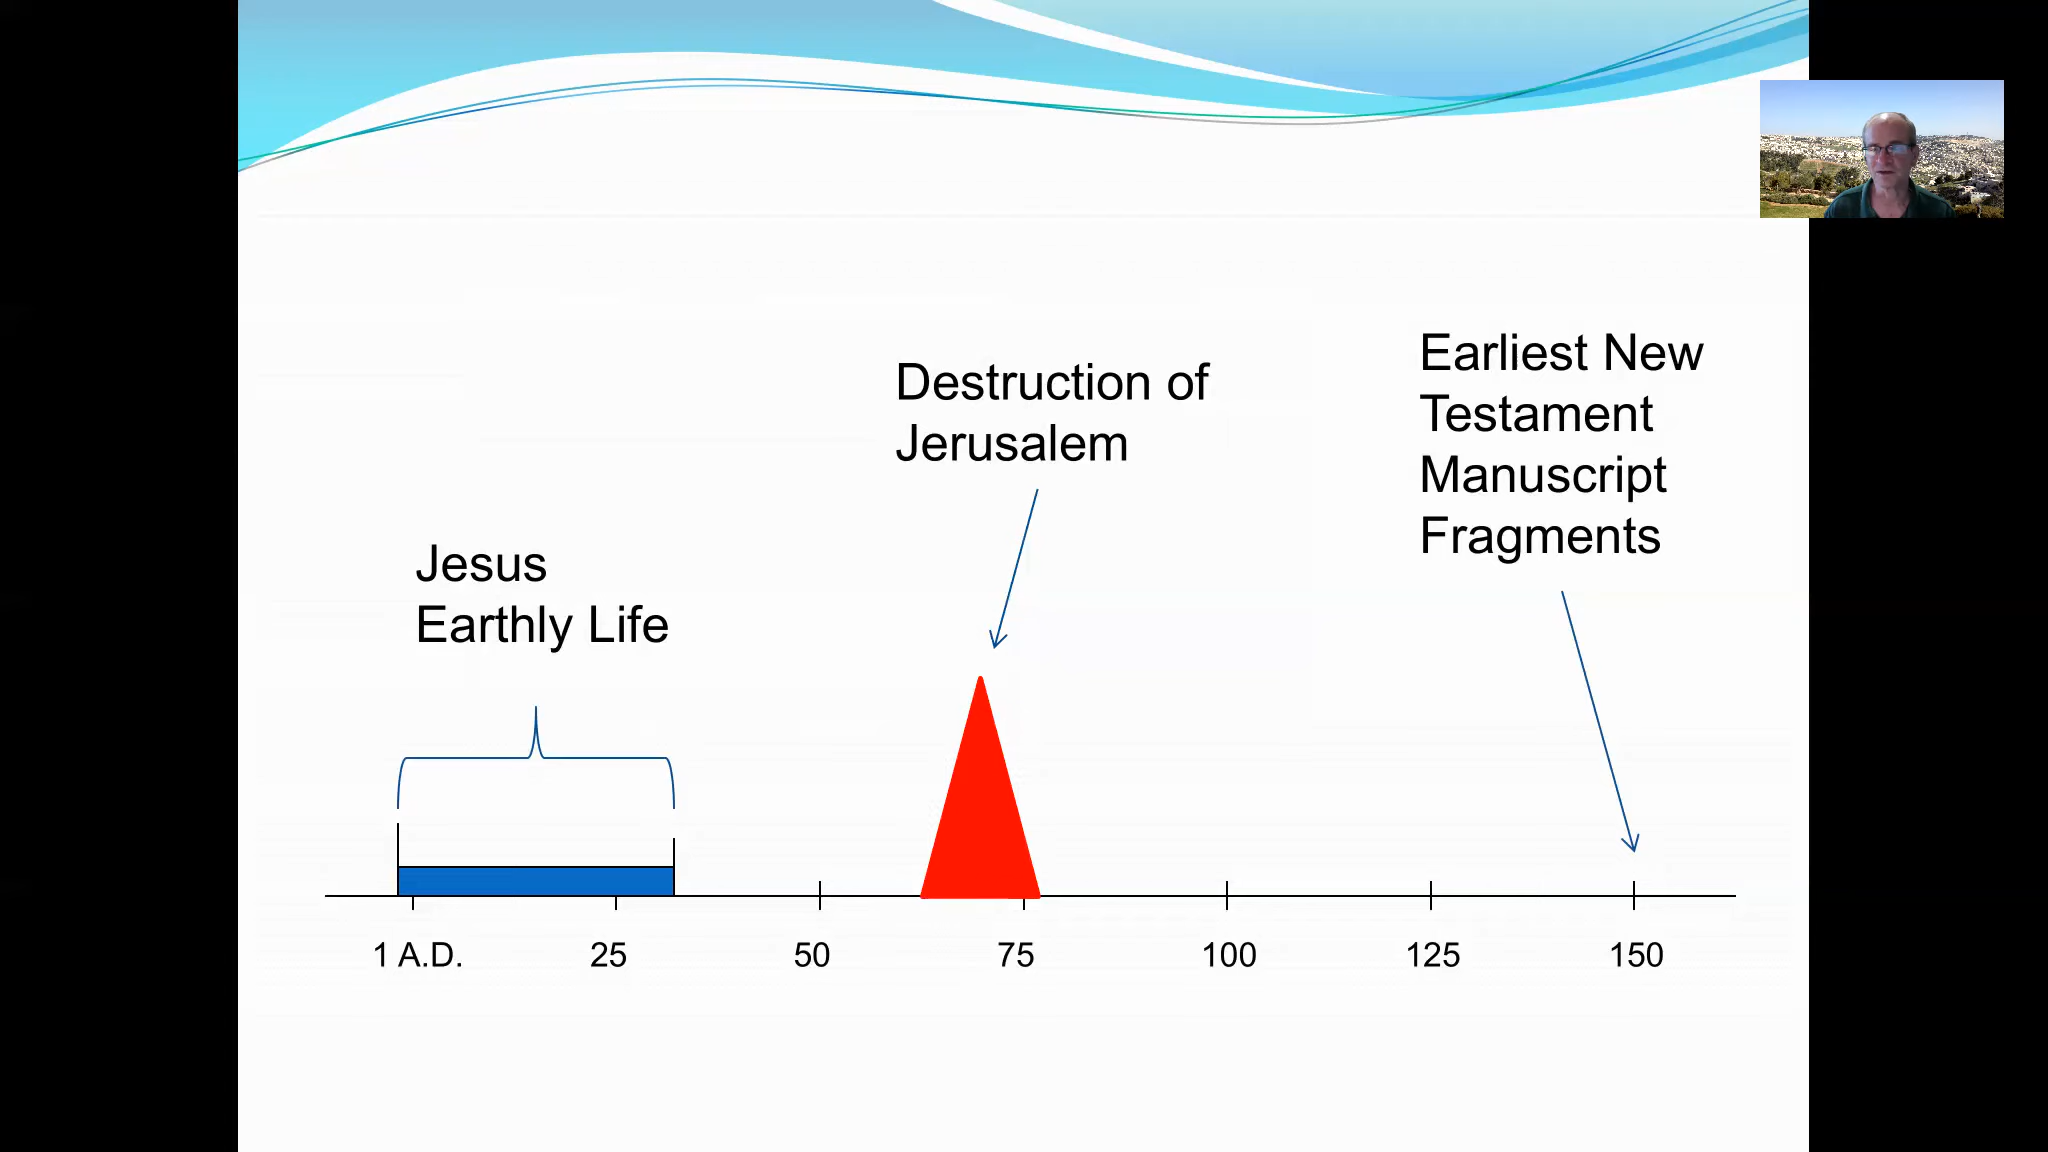 Earliest New
Testament
Manuscript
Fragments
Destruction of
Jerusalem
Jesus
Earthly Life
1 A.D.
25
50
75
100
125
150